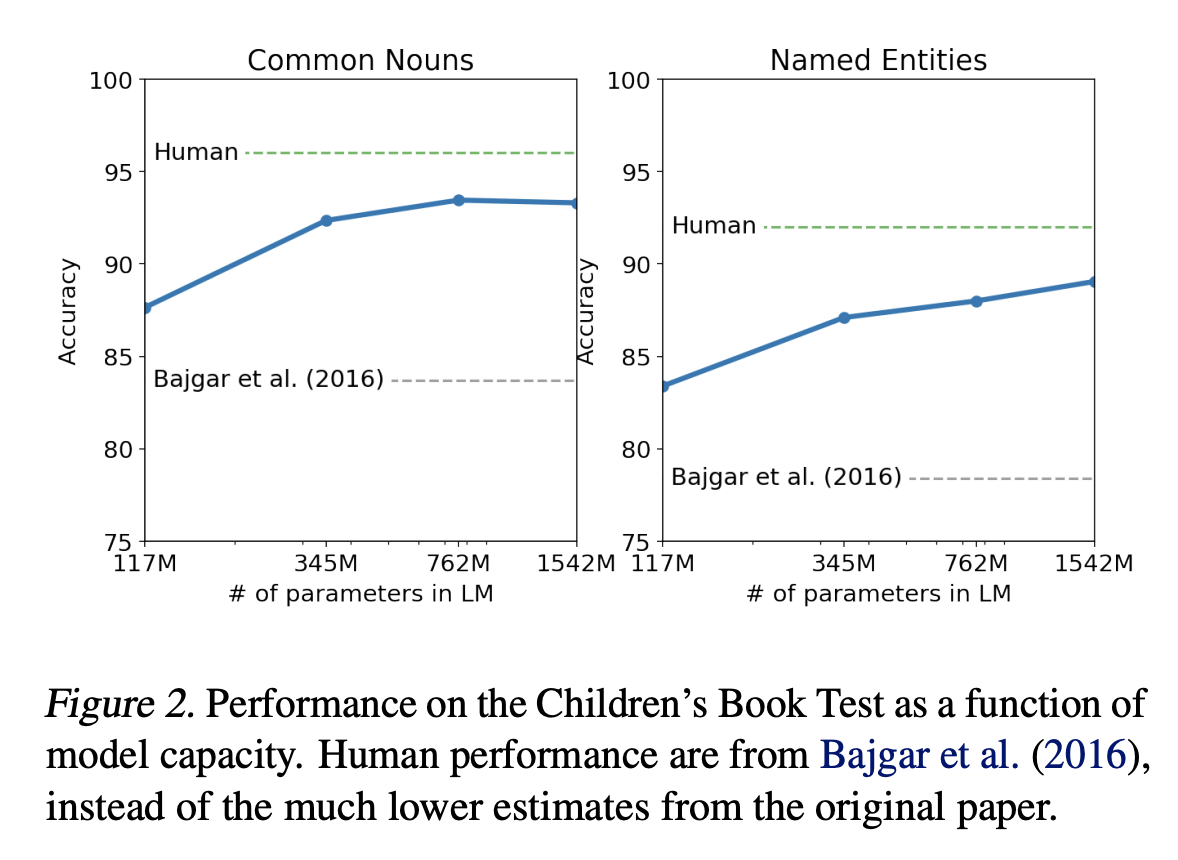 Common Nouns
100
95
90
85
80
75
Accuracy
Human
Bajgar et al. (2016)
117M 345M 762M 1542M
# of parameters in LM
Named Entities
100
95
90
85
80
75
Accuracy
Human
Bajgar et al. (2016)
117M 345M 762M 1542M
# of parameters in LM
Figure 2. Performance on the Children’s Book Test as a function of
model capacity. Human performance are from Bajgar et al. (2016),
instead of the much lower estimates from the original paper.